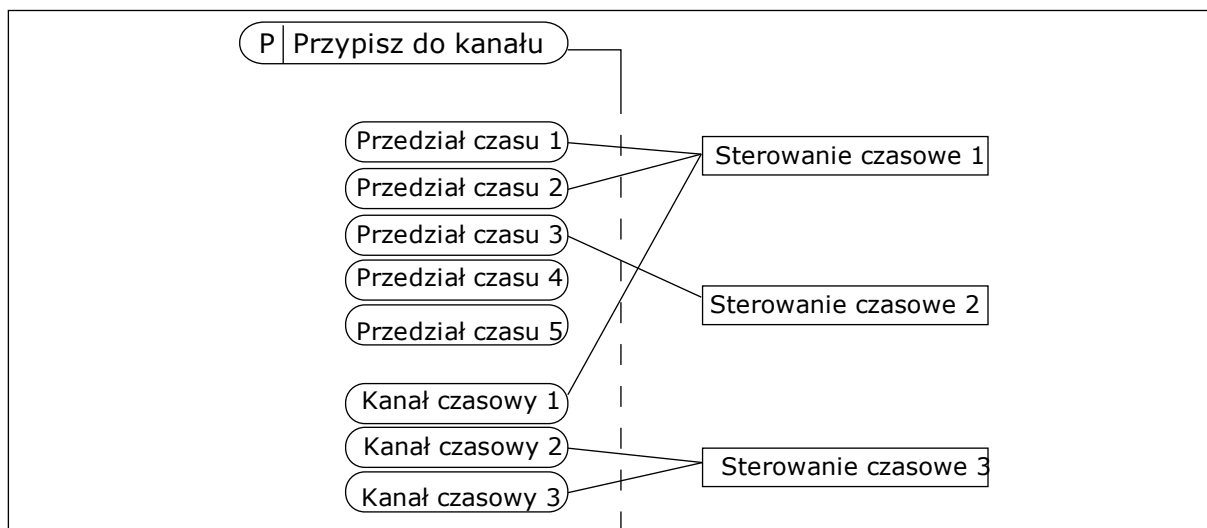 P Przypisz do kanału
Przedział czasu 1
Sterowanie czasowe 1
Przedział czasu 2
Przedział czasu 3
Przedział czasu 4
Sterowanie czasowe 2
Przedział czasu 5
Kanał czasowy 1
Kanał czasowy 2
Sterowanie czasowe 3
Kanał czasowy 3